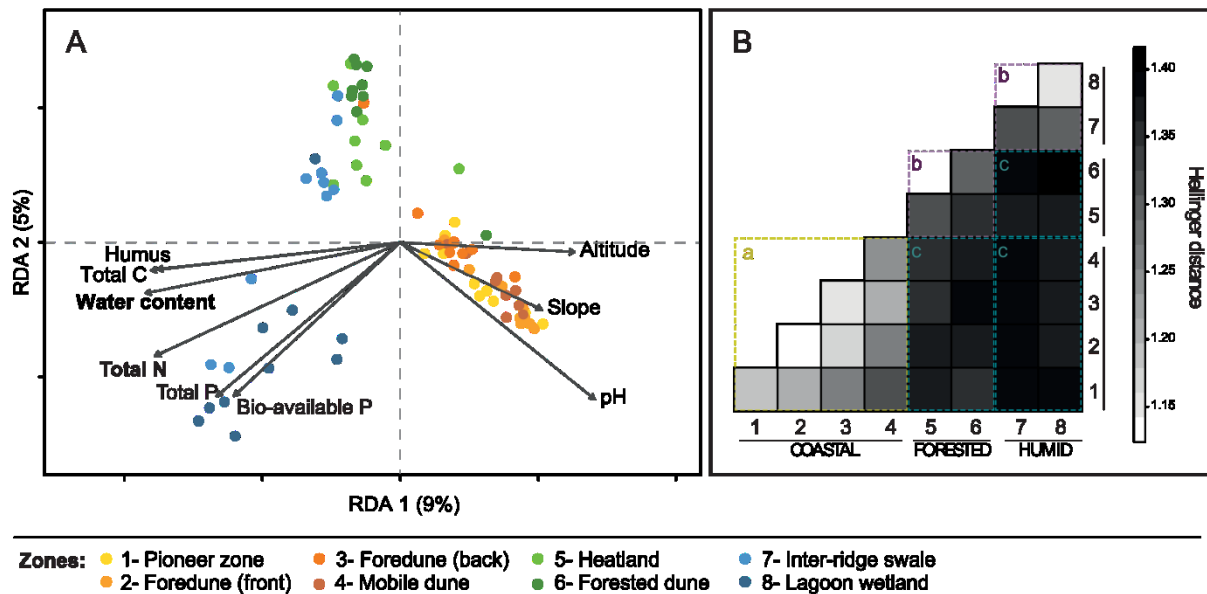 A
RDA 2 (5%)
Humus
Total C
Water content
Total N
Total P
Bio-available P
Altitude
Slope
pH
RDA 1 (9%)
B
b
8
7
b
c
6
5
a
c
c
4
3
2
1
1 2 3 4 5 6 7 8
COASTAL FORESTED HUMID
1.40
1.35
1.30
1.25
1.20
1.15
Hellinger distance
Zones: 1- Pioneer zone 3- Foredune (back) 5- Heatland 7- Inter-ridge swale
2- Foredune (front) 4- Mobile dune 6- Forested dune 8- Lagoon wetland